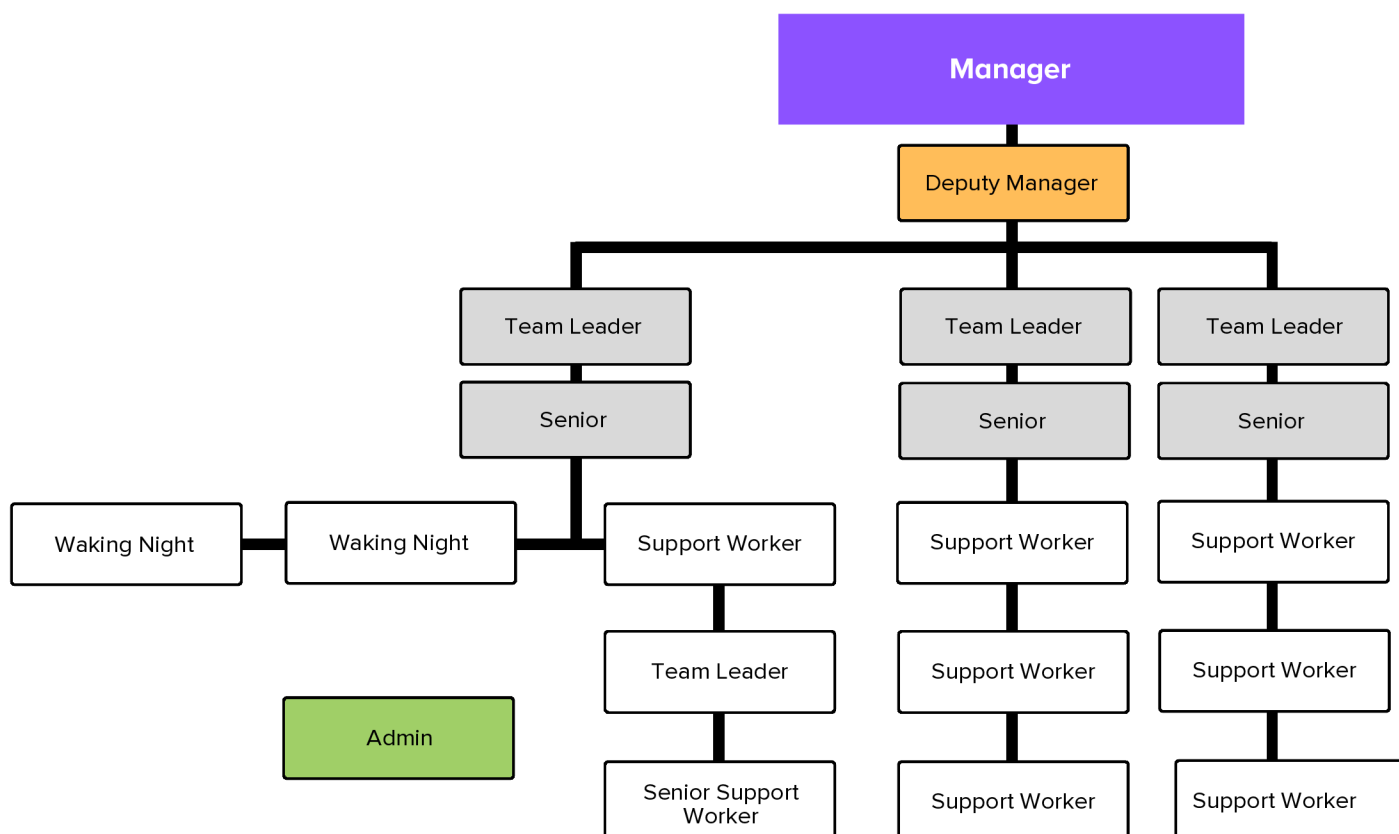 Manager
Deputy Manager
Team Leader
Team Leader
Team Leader
Senior
Senior
Senior
Waking Night
Waking Night
Support Worker
Support Worker
Support Worker
Team Leader
Support Worker
Support Worker
Admin
Senior Support
Worker
Support Worker
Support Worker